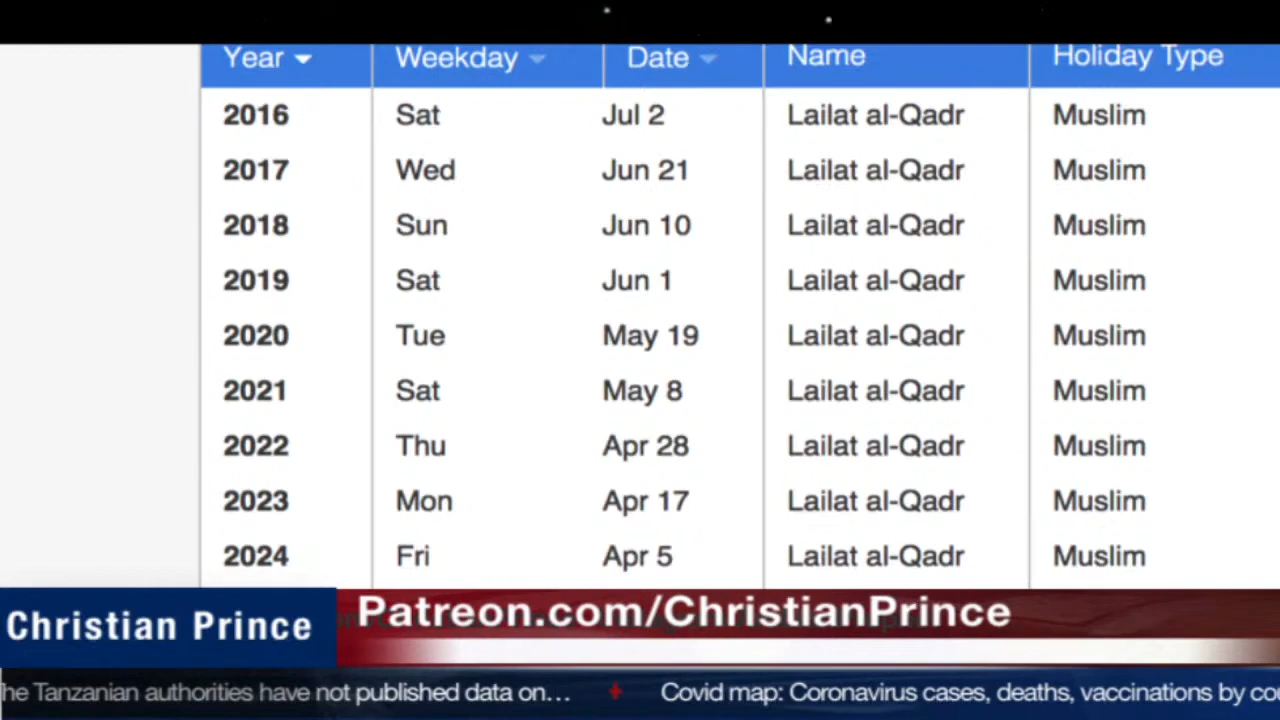 Year Weekday Date Name Holiday Type
2016 Sat Jul 2 Lailat al-Qadr Muslim
2017 Wed Jun 21 Lailat al-Qadr Muslim
2018 Sun Jun 10 Lailat al-Qadr Muslim
2019 Sat Jun 1 Lailat al-Qadr Muslim
2020 Tue May 19 Lailat al-Qadr Muslim
2021 Sat May 8 Lailat al-Qadr Muslim
2022 Thu Apr 28 Lailat al-Qadr Muslim
2023 Mon Apr 17 Lailat al-Qadr Muslim
2024 Fri Apr 5 Lailat al-Qadr Muslim
Christian Prince
Patreon.com/ChristianPrince
he Tanzanian authorities have not published data on... Covid map: Coronavirus cases, deaths, vaccinations by cou